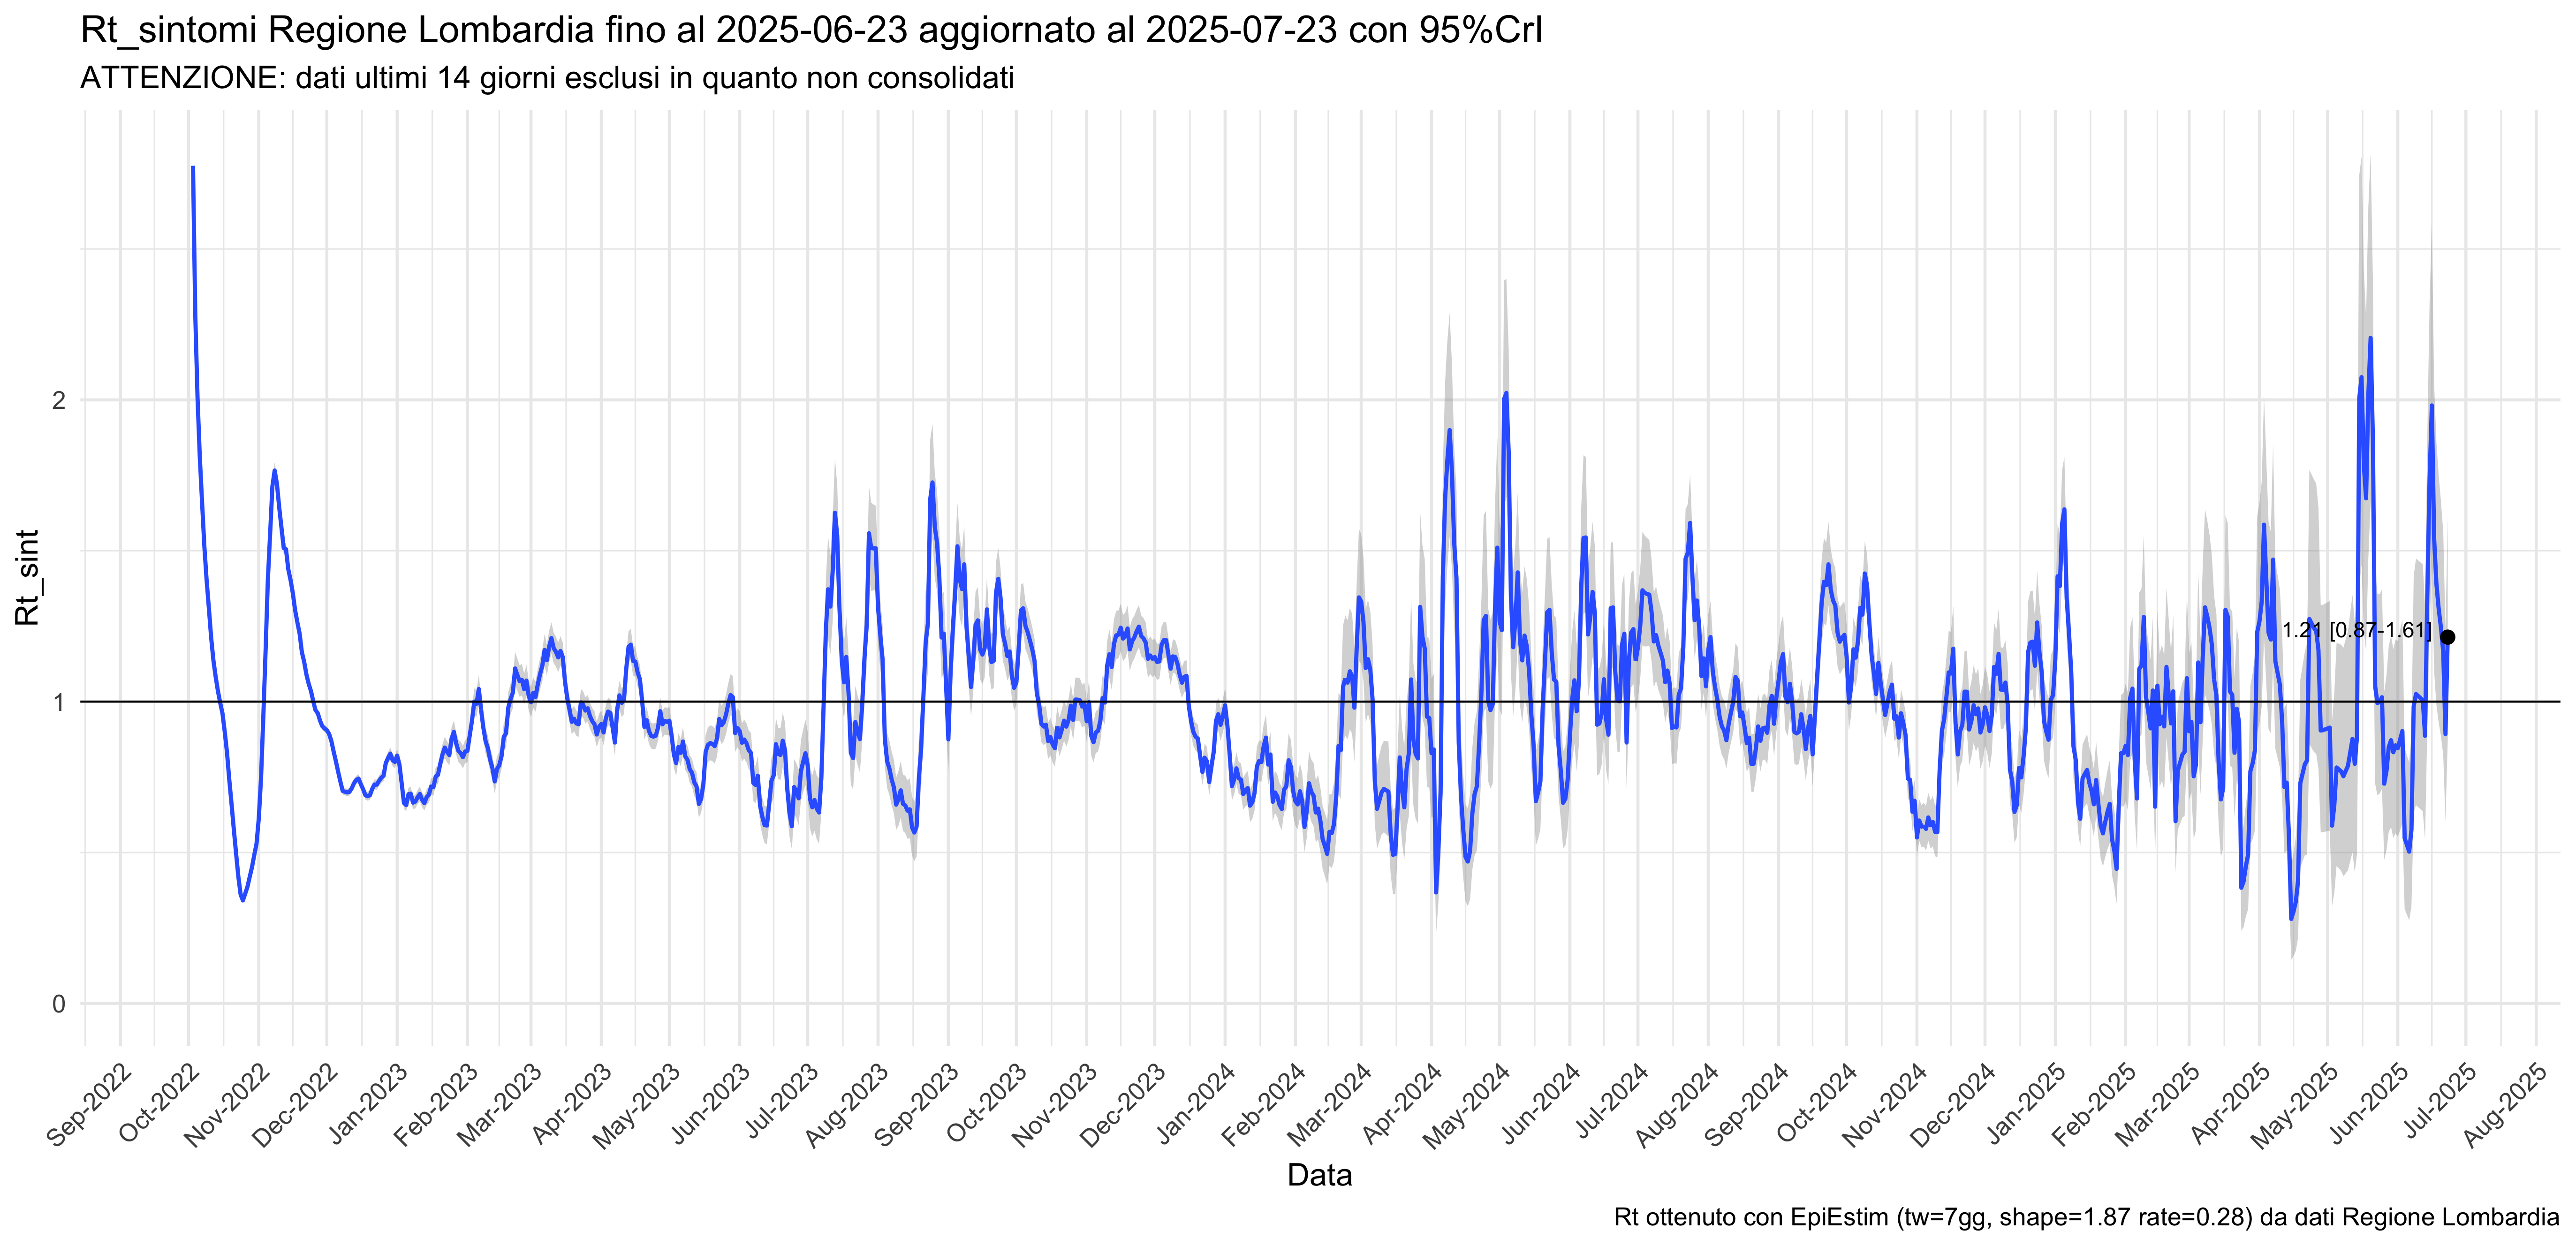 Rt_sintomi Regione Lombardia fino al 2025-06-23 aggiornato al 2025-07-23 con 95%CrI
ATTENZIONE: dati ultimi 14 giorni esclusi in quanto non consolidati
Rt_sint
2
1
0
1.21 [0.87-1.61]
Sep-2022
Oct-2022
Nov-2022
Dec-2022
Jan-2023
Feb-2023
Mar-2023
Apr-2023
May-2023
Jun-2023
Jul-2023
Aug-2023
Sep-2023
Oct-2023
Nov-2023
Dec-2023
Jan-2024
Feb-2024
Mar-2024
Apr-2024
May-2024
Jun-2024
Jul-2024
Aug-2024
Sep-2024
Oct-2024
Nov-2024
Dec-2024
Jan-2025
Feb-2025
Mar-2025
Apr-2025
May-2025
Jun-2025
Jul-2025
Aug-2025
Data
Rt ottenuto con EpiEstim (tw=7gg, shape=1.87 rate=0.28) da dati Regione Lombardia